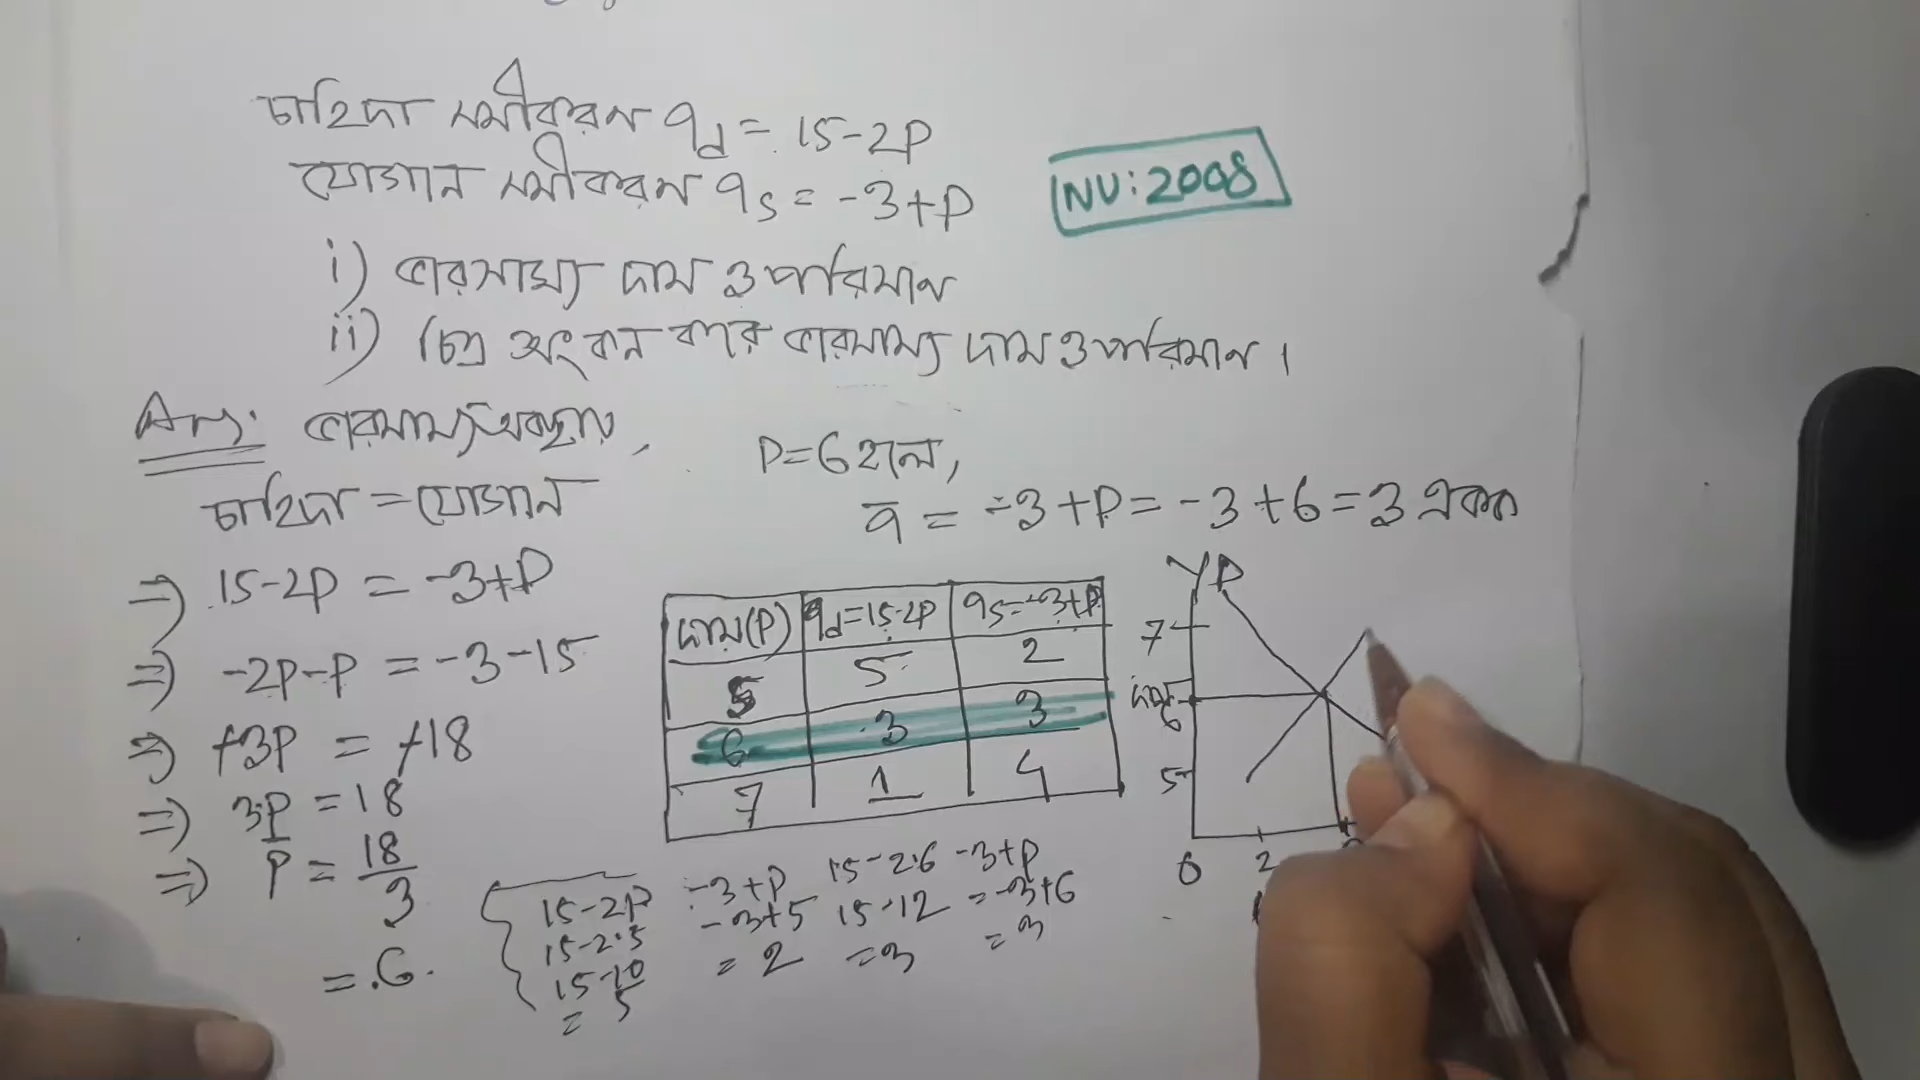 চাহিদা সমীকরণ qd = 15-2P
যোগান সমীকরণ qs = -3+P
NU: 2008
i) ভারসাম্য দাম ও পরিমান
ii) চিত্র অংকন করে ভারসাম্য দাম ও পরিমান।
Ans: ভারসাম্য অবস্থায়,
চাহিদা = যোগান
⇒ 15-2P = -3+P
⇒ -2P-P = -3-15
⇒ +3P = +18
⇒ 3P = 18
⇒ P = 18/3
= 6.
P=6 হলে,
q̄ = -3+P = -3+6 = 3 একক
দাম(P) qd=15-2P qs=-3+P
5 5 2
6 3 3
7 1 4
15-2P
15-2.5
15-10
= 5
-3+P
-3+5
= 2
15-2.6
15-12
=3
-3+P
=-3+6
=3
Y P
7
6
5
0 2